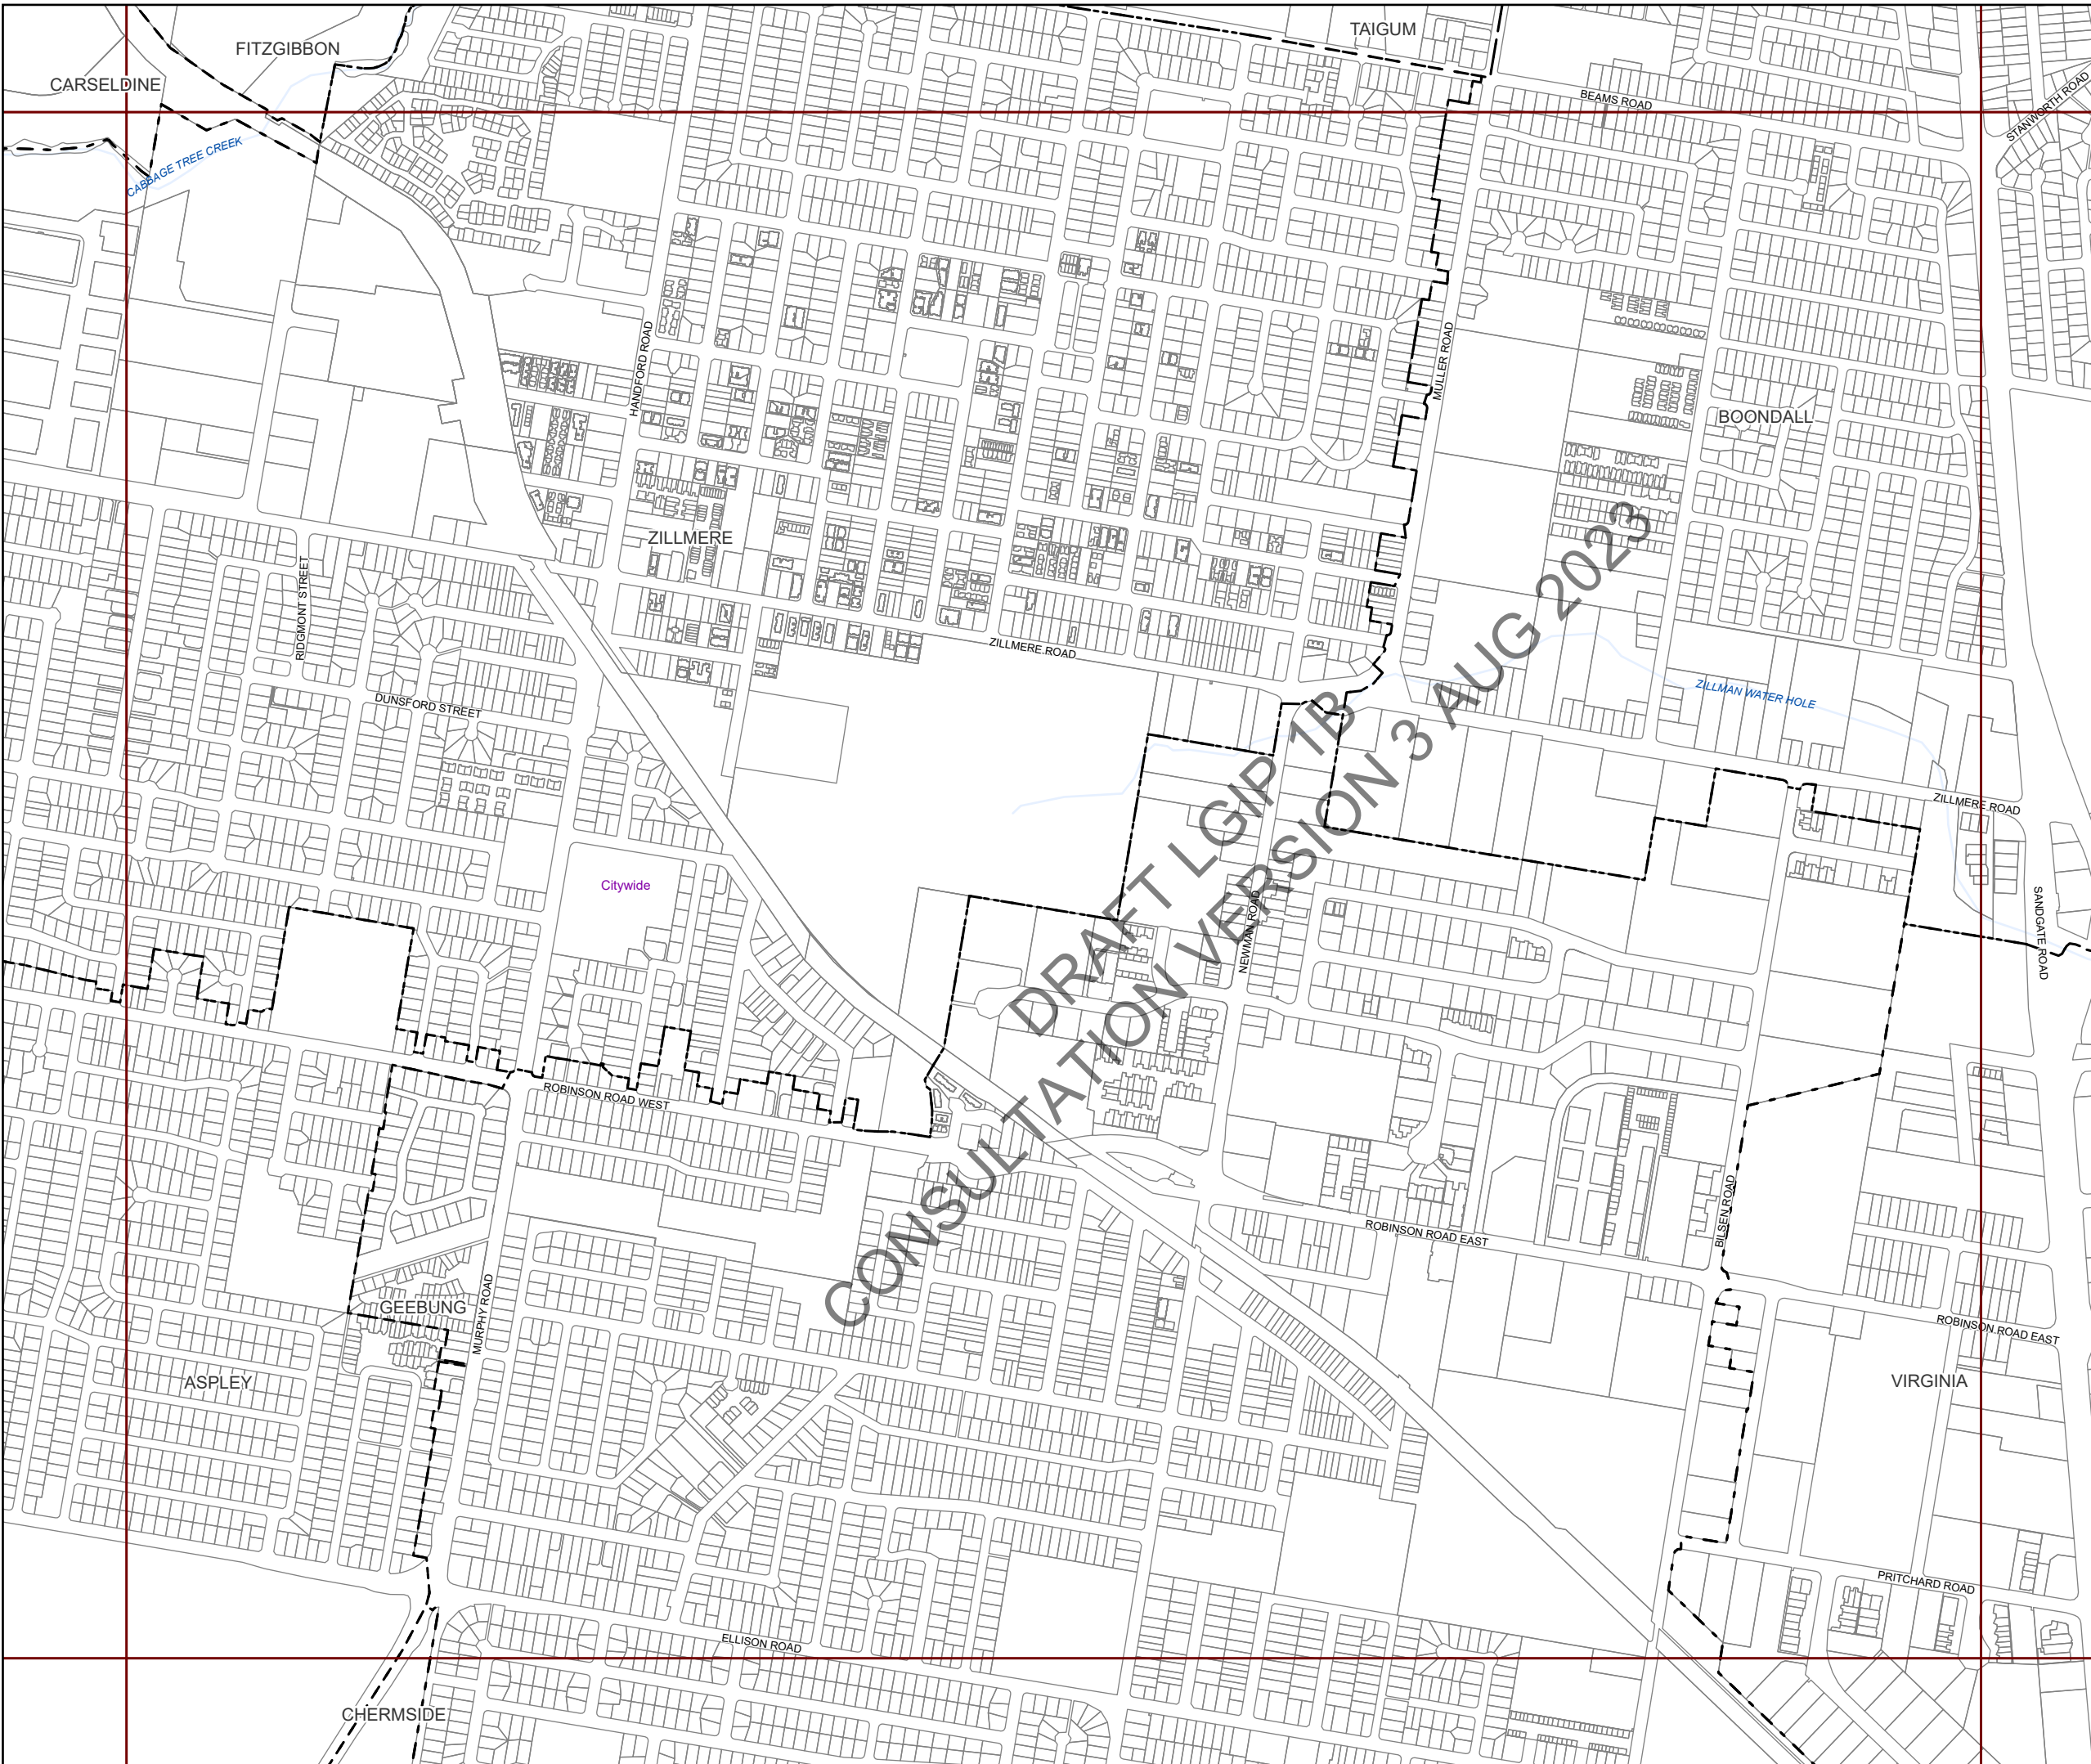 TAIGUM
FITZGIBBON
CARSELDINE
BEAMS ROAD
STANWORTH ROAD
CABBAGE TREE CREEK
HANDFORD ROAD
MULLER ROAD
BOONDALL
ZILLMERE
RIDGMONT STREET
ZILLMERE ROAD
ZILLMAN WATER HOLE
DUNSFORD STREET
ZILLMERE ROAD
Citywide
NEWMAN ROAD
SANDGATE ROAD
DRAFT LGIP 1B
CONSULTATION VERSION 3 AUG 2023
ROBINSON ROAD WEST
BILSEN ROAD
ROBINSON ROAD EAST
GEEBUNG
MURPHY ROAD
ROBINSON ROAD EAST
ASPLEY
VIRGINIA
PRITCHARD ROAD
ELLISON ROAD
CHERMSIDE